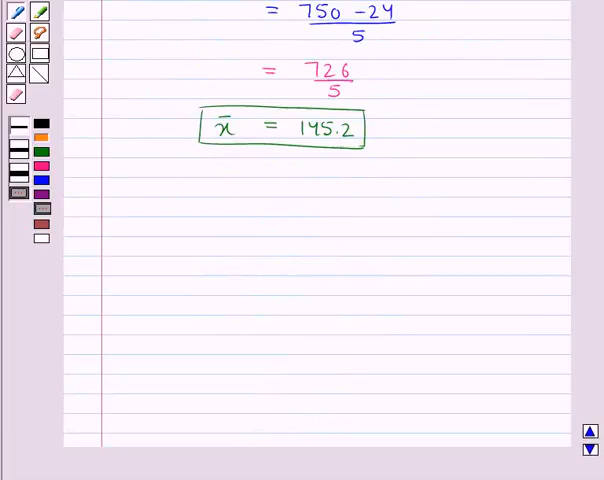 = 750 - 24 / 5
= 726 / 5
x̄ = 145.2